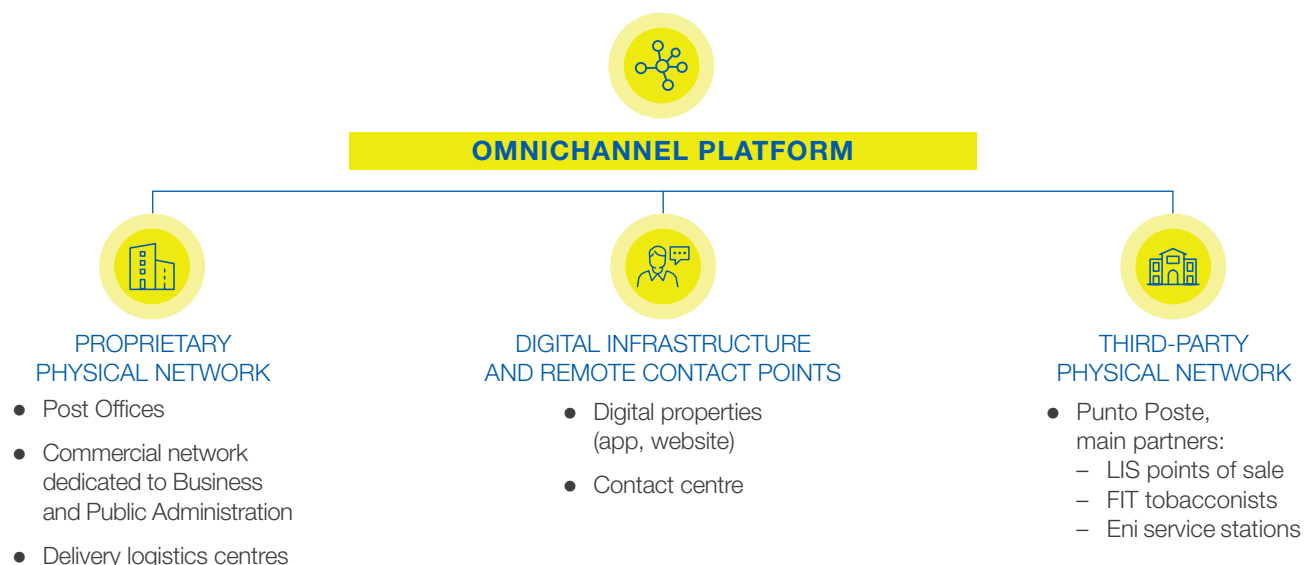 OMNICHANNEL PLATFORM
PROPRIETARY
PHYSICAL NETWORK
● Post Offices
● Commercial network
dedicated to Business
and Public Administration
● Delivery logistics centres
DIGITAL INFRASTRUCTURE
AND REMOTE CONTACT POINTS
● Digital properties
(app, website)
● Contact centre
THIRD-PARTY
PHYSICAL NETWORK
● Punto Poste,
main partners:
– LIS points of sale
– FIT tobacconists
– Eni service stations